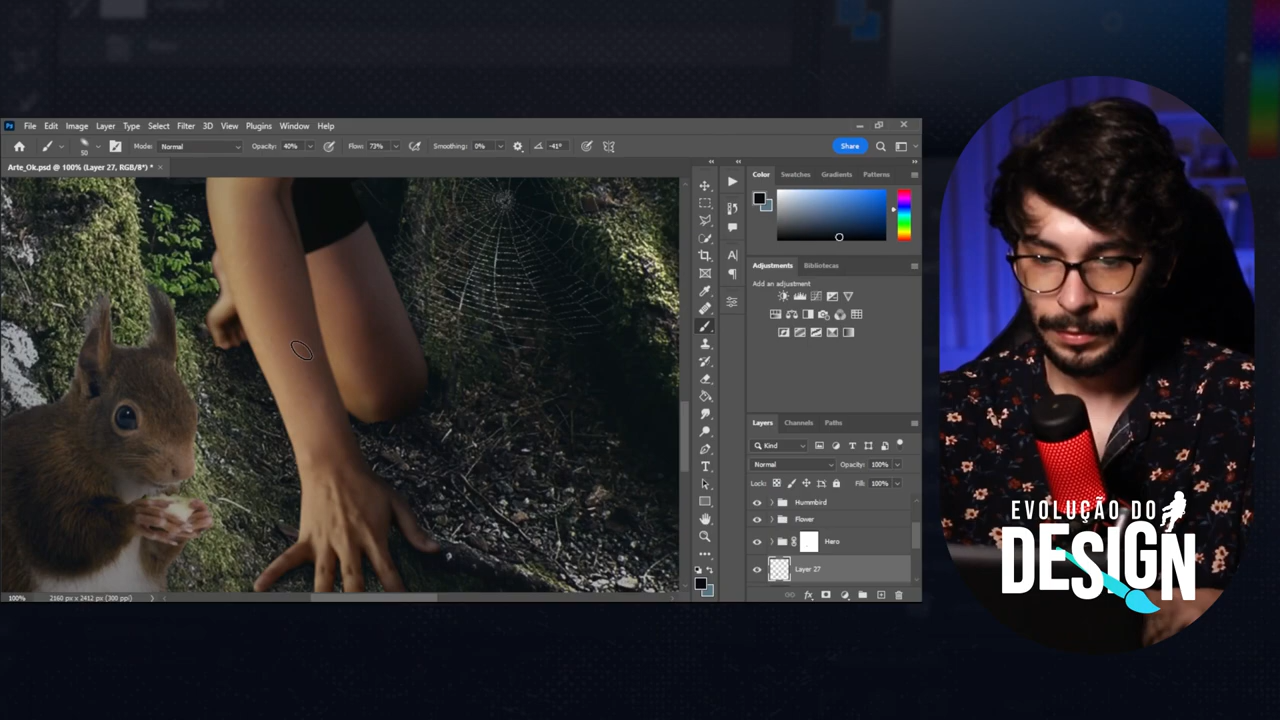 Ps File Edit Image Layer Type Select Filter 3D View Plugins Window Help
50 Mode: Normal Opacity: 40% Flow: 73% Smoothing: 0% -41° Share
Arte_Ok.psd @ 100% (Layer 27, RGB/8*) *
Color Swatches Gradients Patterns
Adjustments Bibliotecas
Add an adjustment
Layers Channels Paths
Kind
Normal Opacity: 100%
Lock: Fill: 100%
Hummbird
Flower
Hero
Layer 27
100% 2160 px x 2412 px (300 ppi)
EVOLUÇÃO DO
DESIGN